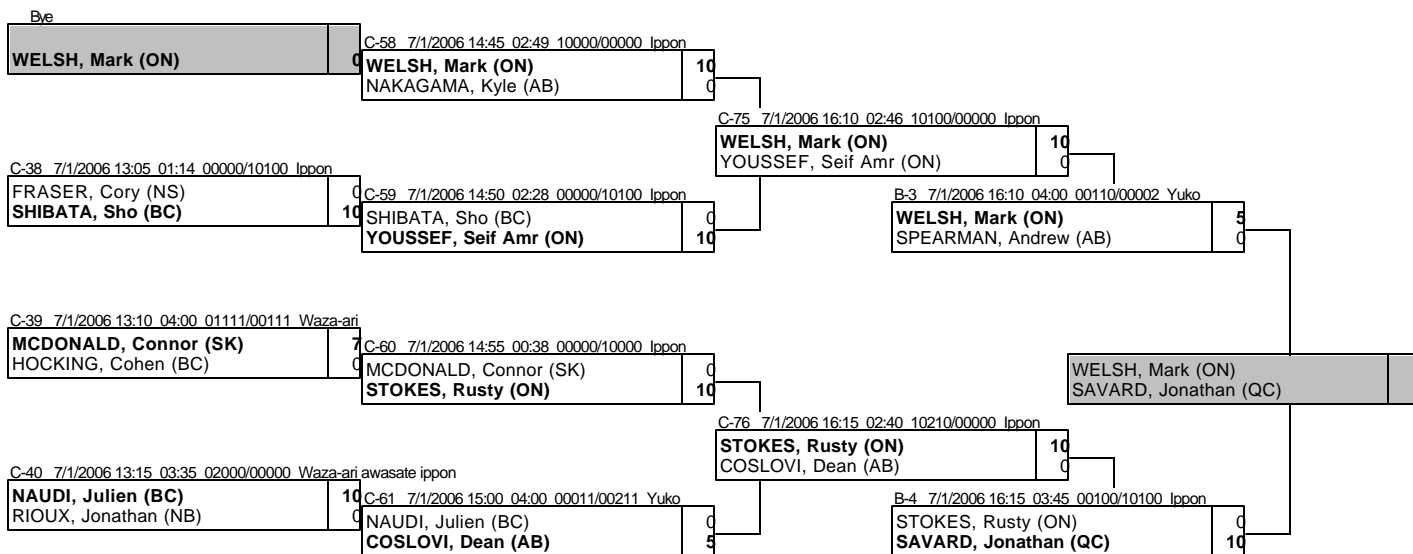 Bye
WELSH, Mark (ON) 0
C-58 7/1/2006 14:45 02:49 10000/00000 Ippon
WELSH, Mark (ON) 10
NAKAGAMA, Kyle (AB) 0
C-75 7/1/2006 16:10 02:46 10100/00000 Ippon
WELSH, Mark (ON) 10
YOUSSEF, Seif Amr (ON) 0
C-38 7/1/2006 13:05 01:14 00000/10100 Ippon
FRASER, Cory (NS) 0
SHIBATA, Sho (BC) 10
C-59 7/1/2006 14:50 02:28 00000/10100 Ippon
SHIBATA, Sho (BC) 0
YOUSSEF, Seif Amr (ON) 10
B-3 7/1/2006 16:10 04:00 00110/00002 Yuko
WELSH, Mark (ON) 5
SPEARMAN, Andrew (AB) 0
C-39 7/1/2006 13:10 04:00 01111/00111 Waza-ari
MCDONALD, Connor (SK) 7
HOCKING, Cohen (BC) 0
C-60 7/1/2006 14:55 00:38 00000/10000 Ippon
MCDONALD, Connor (SK) 0
STOKES, Rusty (ON) 10
WELSH, Mark (ON)
SAVARD, Jonathan (QC)
C-76 7/1/2006 16:15 02:40 10210/00000 Ippon
STOKES, Rusty (ON) 10
COSLOVI, Dean (AB) 0
C-40 7/1/2006 13:15 03:35 02000/00000 Waza-ari awasate ippon
NAUDI, Julien (BC) 10
RIOUX, Jonathan (NB) 0
C-61 7/1/2006 15:00 04:00 00011/00211 Yuko
NAUDI, Julien (BC) 0
COSLOVI, Dean (AB) 5
B-4 7/1/2006 16:15 03:45 00100/10100 Ippon
STOKES, Rusty (ON) 0
SAVARD, Jonathan (QC) 10